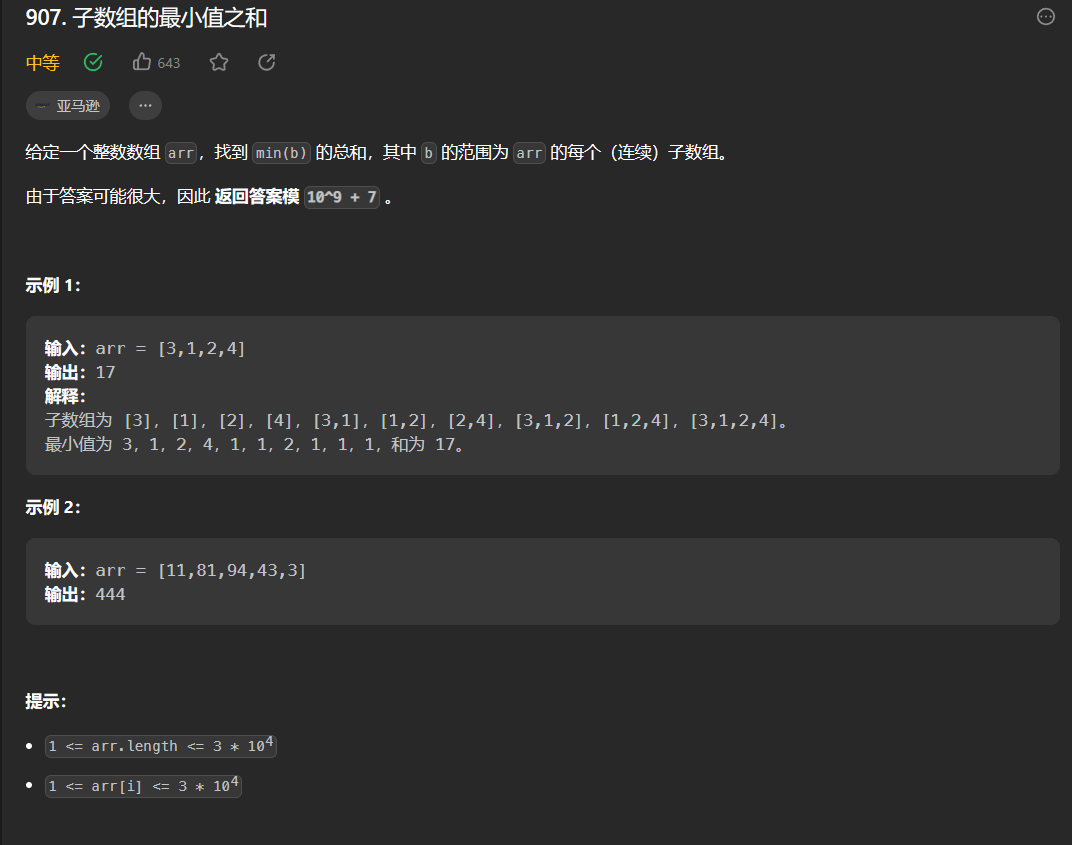 907. 子数组的最小值之和
中等 643
亚马逊 ...
给定一个整数数组 arr，找到 min(b) 的总和，其中 b 的范围为 arr 的每个（连续）子数组。
由于答案可能很大，因此 返回答案模 10^9 + 7 。
示例 1：
输入：arr = [3,1,2,4]
输出：17
解释：
子数组为 [3]，[1]，[2]，[4]，[3,1]，[1,2]，[2,4]，[3,1,2]，[1,2,4]，[3,1,2,4]。
最小值为 3，1，2，4，1，1，2，1，1，1，和为 17。
示例 2：
输入：arr = [11,81,94,43,3]
输出：444
提示：
• 1 <= arr.length <= 3 * 10⁴
• 1 <= arr[i] <= 3 * 10⁴